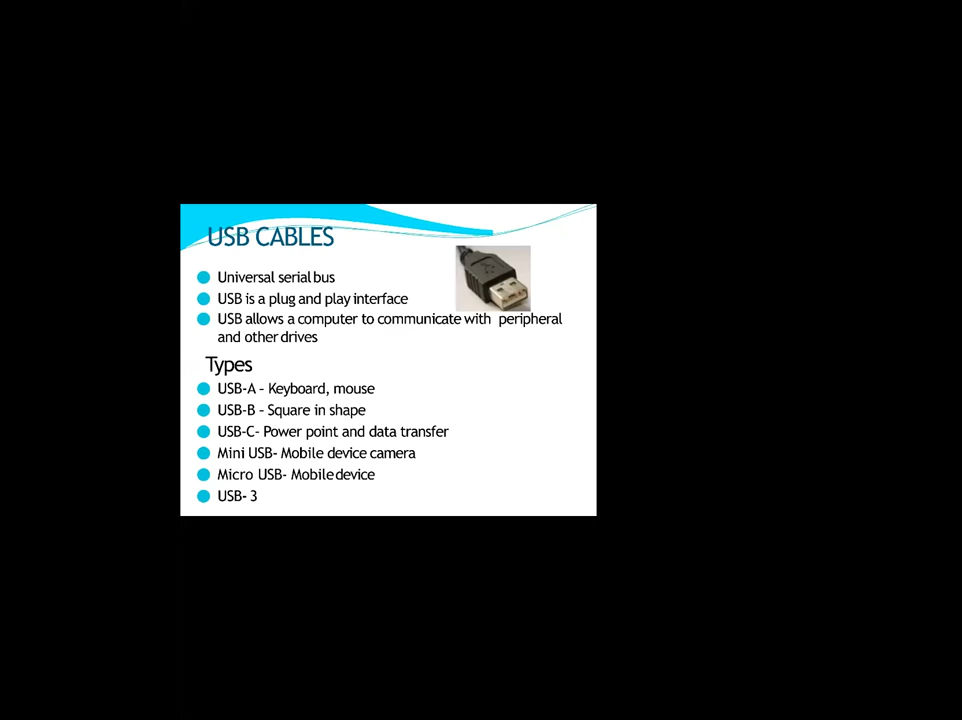 USB CABLES
Universal serial bus
USB is a plug and play interface
USB allows a computer to communicate with peripheral
and other drives
Types
USB-A – Keyboard, mouse
USB-B – Square in shape
USB-C- Power point and data transfer
Mini USB- Mobile device camera
Micro USB- Mobile device
USB- 3